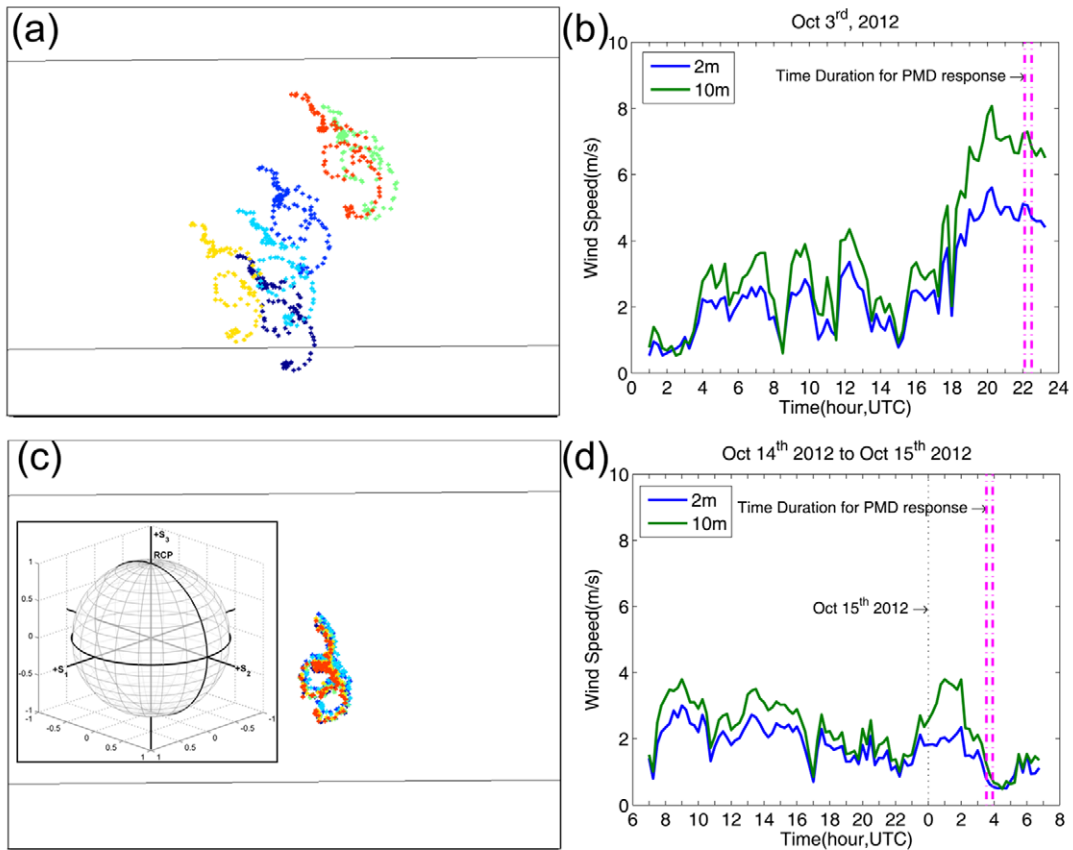 (a)
(b)
Oct 3rd, 2012
10
8
6
4
2
0
Wind Speed(m/s)
2m
10m
Time Duration for PMD response →
0 2 4 6 8 10 12 14 16 18 20 22 24
Time(hour,UTC)
(c)
+S3
RCP
1
0.5
0
-0.5
-1
+S1
+S2
-1
-0.5
0
0.5
1
1
0.5
0
-0.5
-1
(d)
Oct 14th 2012 to Oct 15th 2012
10
8
6
4
2
0
Wind Speed(m/s)
2m
10m
Time Duration for PMD response →
Oct 15th 2012 →
6 8 10 12 14 16 18 20 22 0 2 4 6 8
Time(hour,UTC)